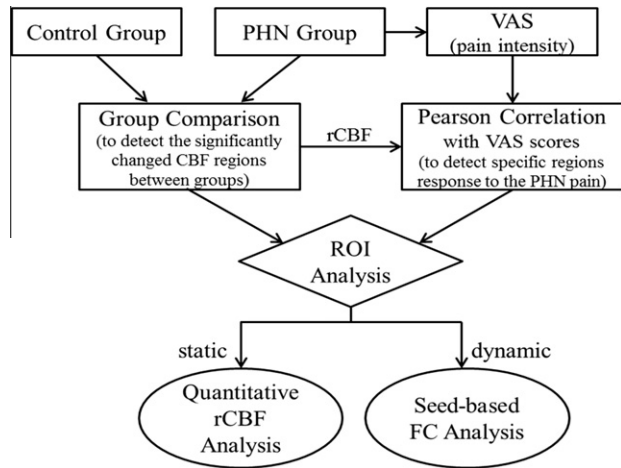 Control Group
PHN Group
VAS
(pain intensity)
Group Comparison
(to detect the significantly
changed CBF regions
between groups)
rCBF
Pearson Correlation
with VAS scores
(to detect specific regions
response to the PHN pain)
ROI
Analysis
static
dynamic
Quantitative
rCBF
Analysis
Seed-based
FC Analysis